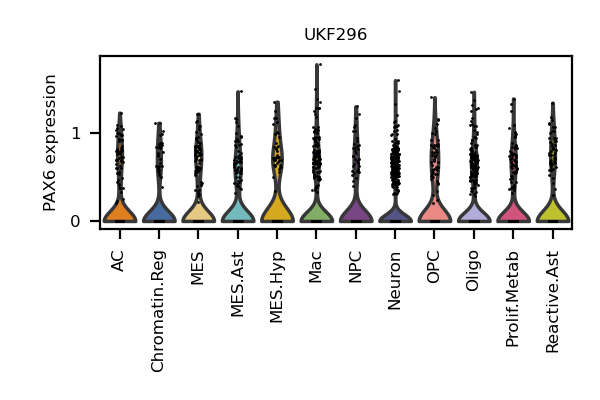 UKF296
PAX6 expression
1
0
AC
Chromatin.Reg
MES
MES.Ast
MES.Hyp
Mac
NPC
Neuron
OPC
Oligo
Prolif.Metab
Reactive.Ast